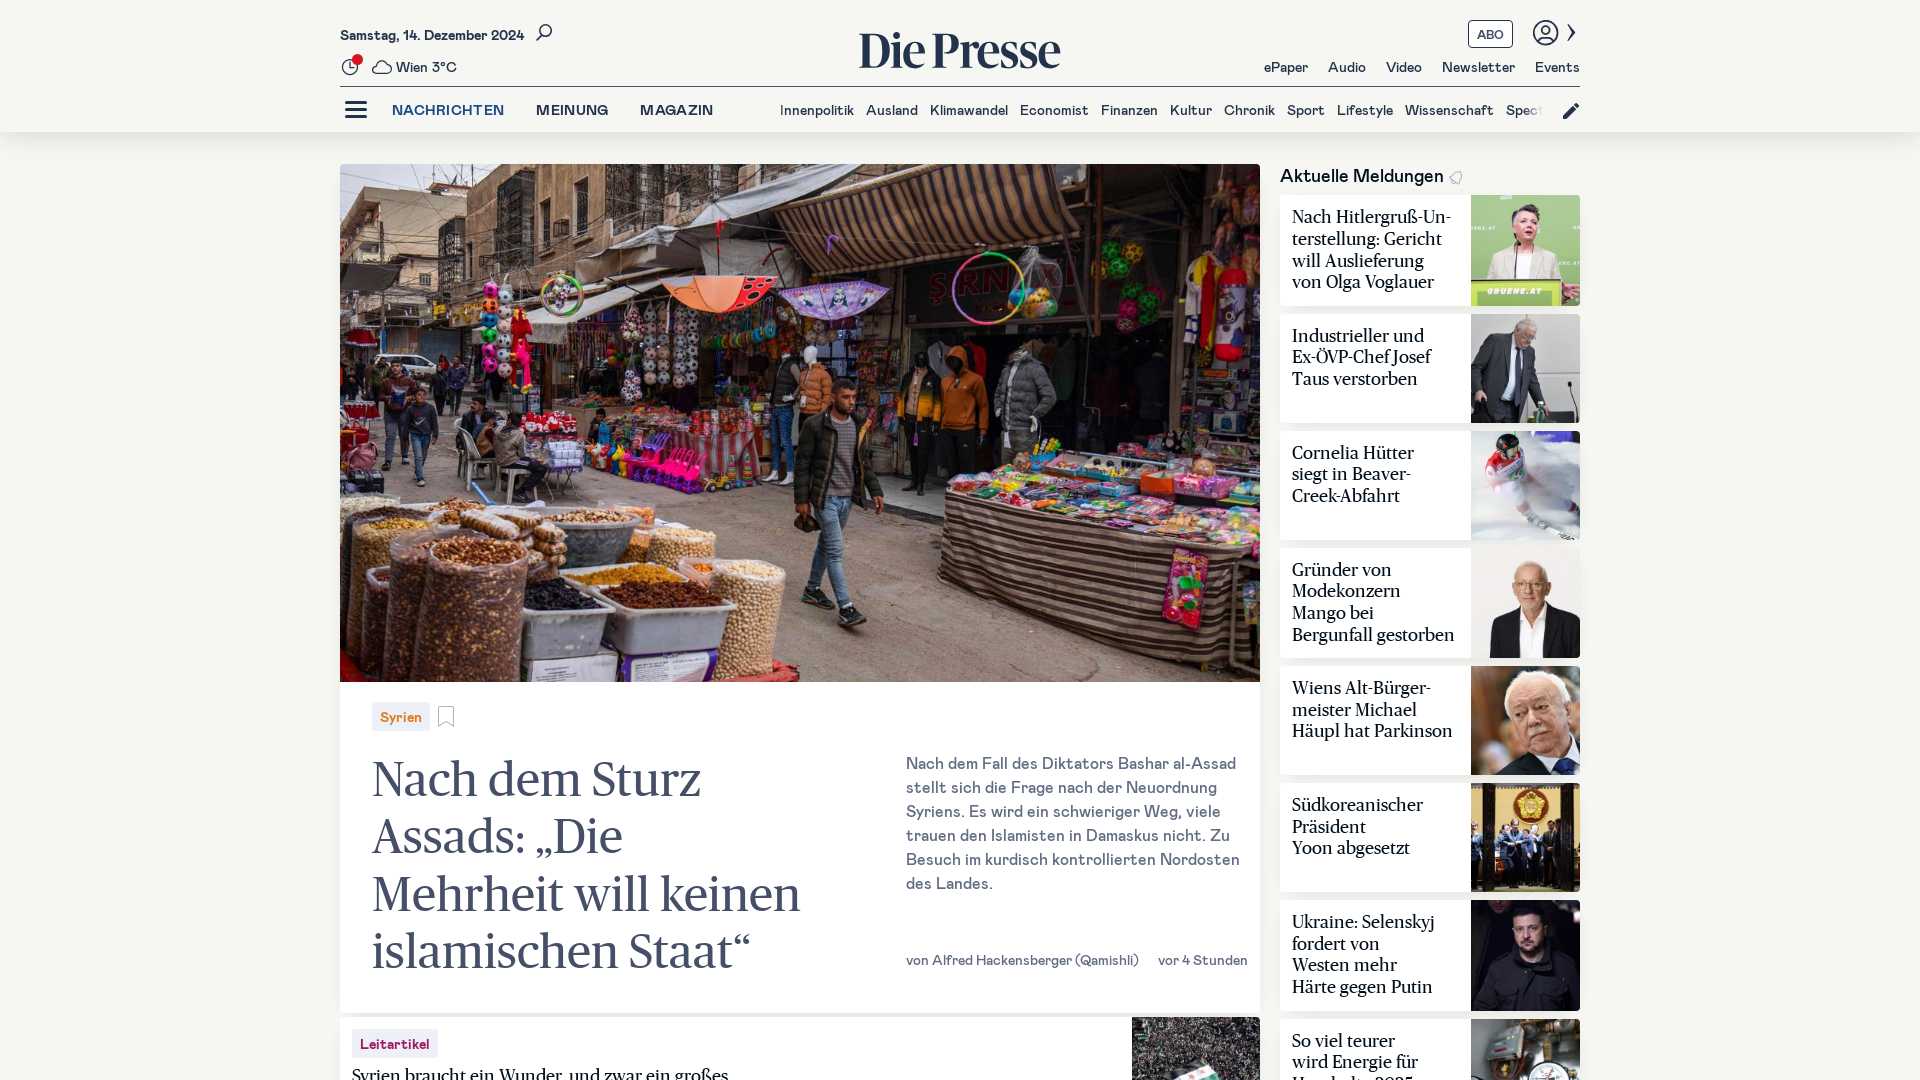 Samstag, 14. Dezember 2024
Wien 3°C
Die Presse
ABO
ePaper Audio Video Newsletter Events
NACHRICHTEN MEINUNG MAGAZIN
Innenpolitik Ausland Klimawandel Economist Finanzen Kultur Chronik Sport Lifestyle Wissenschaft Spect
Syrien
Nach dem Sturz
Assads: „Die
Mehrheit will keinen
islamischen Staat“
Nach dem Fall des Diktators Bashar al-Assad
stellt sich die Frage nach der Neuordnung
Syriens. Es wird ein schwieriger Weg, viele
trauen den Islamisten in Damaskus nicht. Zu
Besuch im kurdisch kontrollierten Nordosten
des Landes.
von Alfred Hackensberger (Qamishli) vor 4 Stunden
Leitartikel
Syrien braucht ein Wunder, und zwar ein großes
Aktuelle Meldungen
Nach Hitlergruß-Un-
terstellung: Gericht
will Auslieferung
von Olga Voglauer
GRUENE.AT
Industrieller und
Ex-ÖVP-Chef Josef
Taus verstorben
Cornelia Hütter
siegt in Beaver-
Creek-Abfahrt
Gründer von
Modekonzern
Mango bei
Bergunfall gestorben
Wiens Alt-Bürger-
meister Michael
Häupl hat Parkinson
Südkoreanischer
Präsident
Yoon abgesetzt
Ukraine: Selenskyj
fordert von
Westen mehr
Härte gegen Putin
So viel teurer
wird Energie für